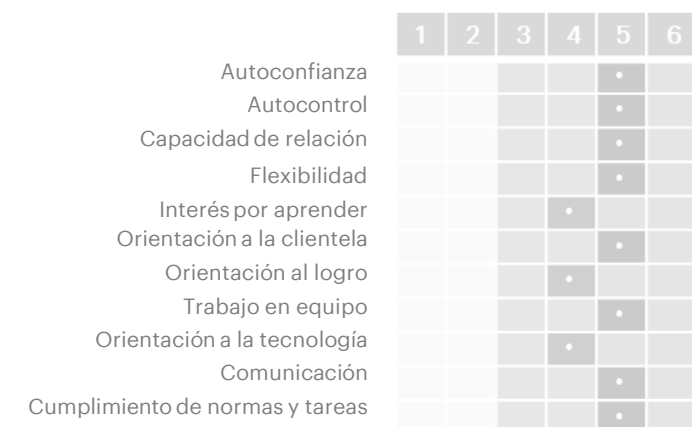 1 2 3 4 5 6
Autoconfianza
Autocontrol
Capacidad de relación
Flexibilidad
Interés por aprender
Orientación a la clientela
Orientación al logro
Trabajo en equipo
Orientación a la tecnología
Comunicación
Cumplimiento de normas y tareas